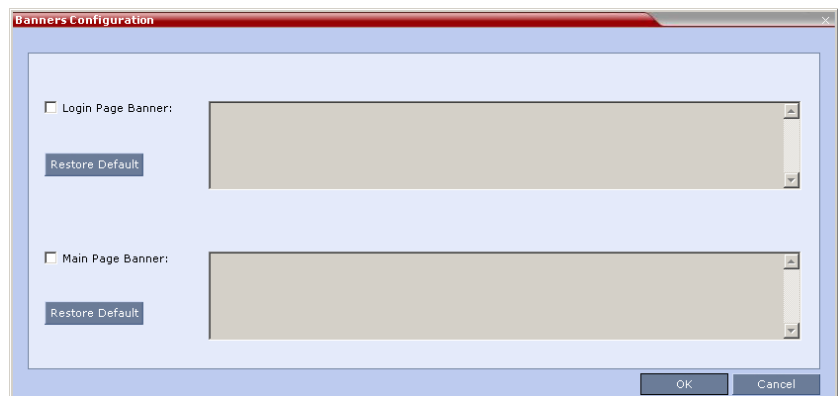 Banners Configuration
Login Page Banner:
Restore Default
Main Page Banner:
Restore Default
OK Cancel